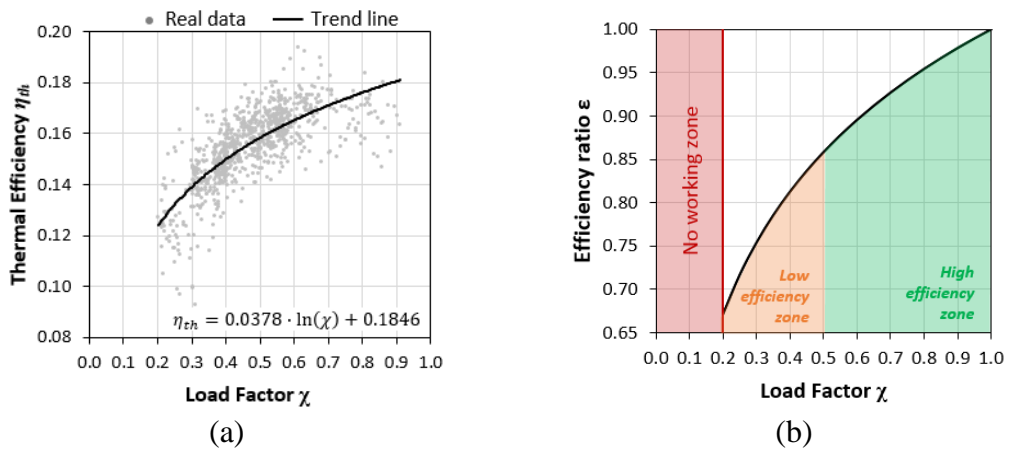 Real data
Trend line
Thermal Efficiency ηth
0.20
0.18
0.16
0.14
0.12
0.10
0.08
ηth = 0.0378 · ln(χ) + 0.1846
0.0 0.1 0.2 0.3 0.4 0.5 0.6 0.7 0.8 0.9 1.0
Load Factor χ
(a)
Efficiency ratio ε
1.00
0.95
0.90
0.85
0.80
0.75
0.70
0.65
No working zone
Low
efficiency
zone
High
efficiency
zone
0.0 0.1 0.2 0.3 0.4 0.5 0.6 0.7 0.8 0.9 1.0
Load Factor χ
(b)